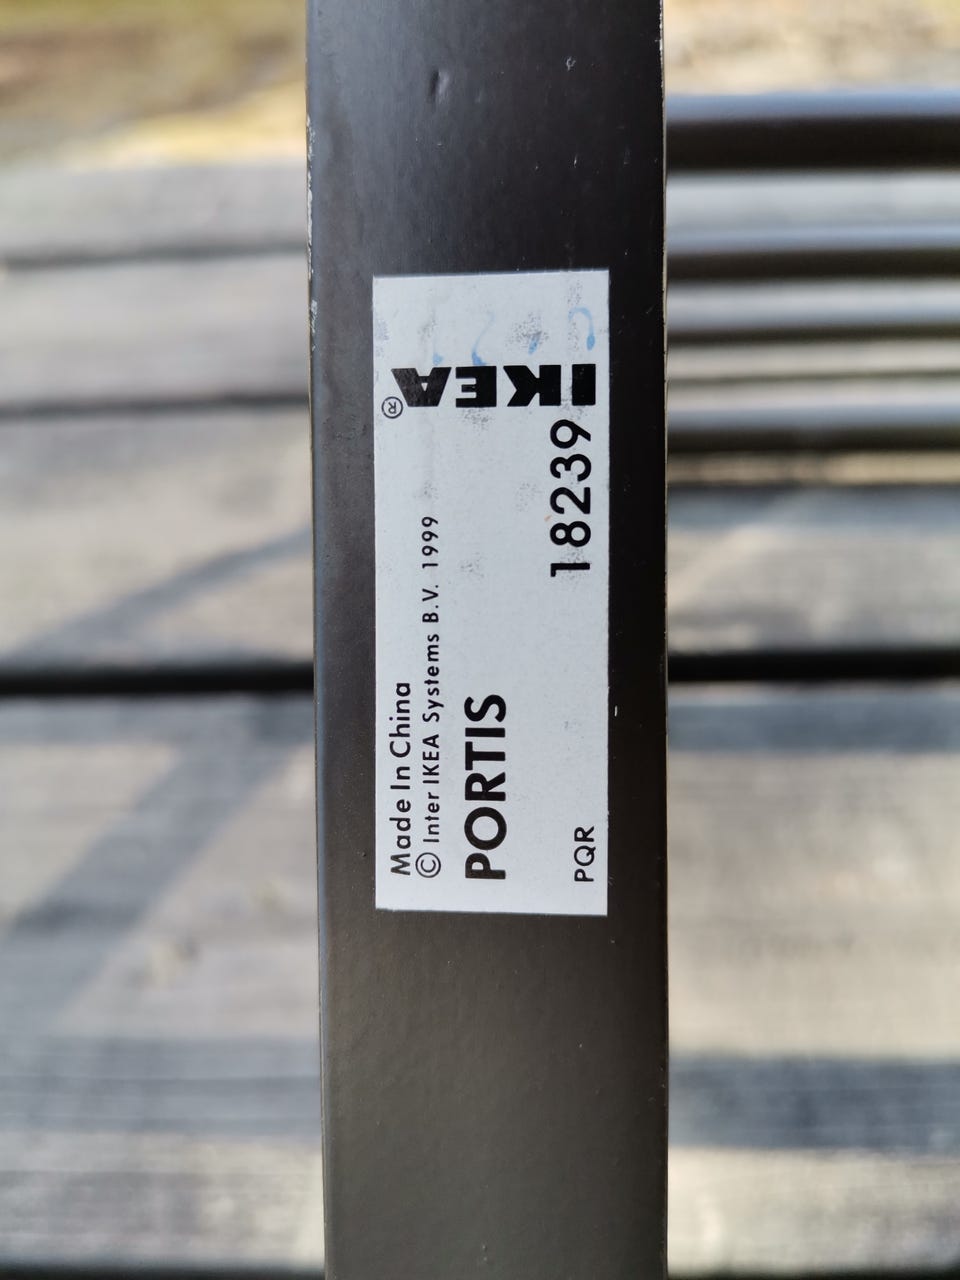 Made In China
© Inter IKEA Systems B.V. 1999
PORTIS
PQR
18239
IKEA®